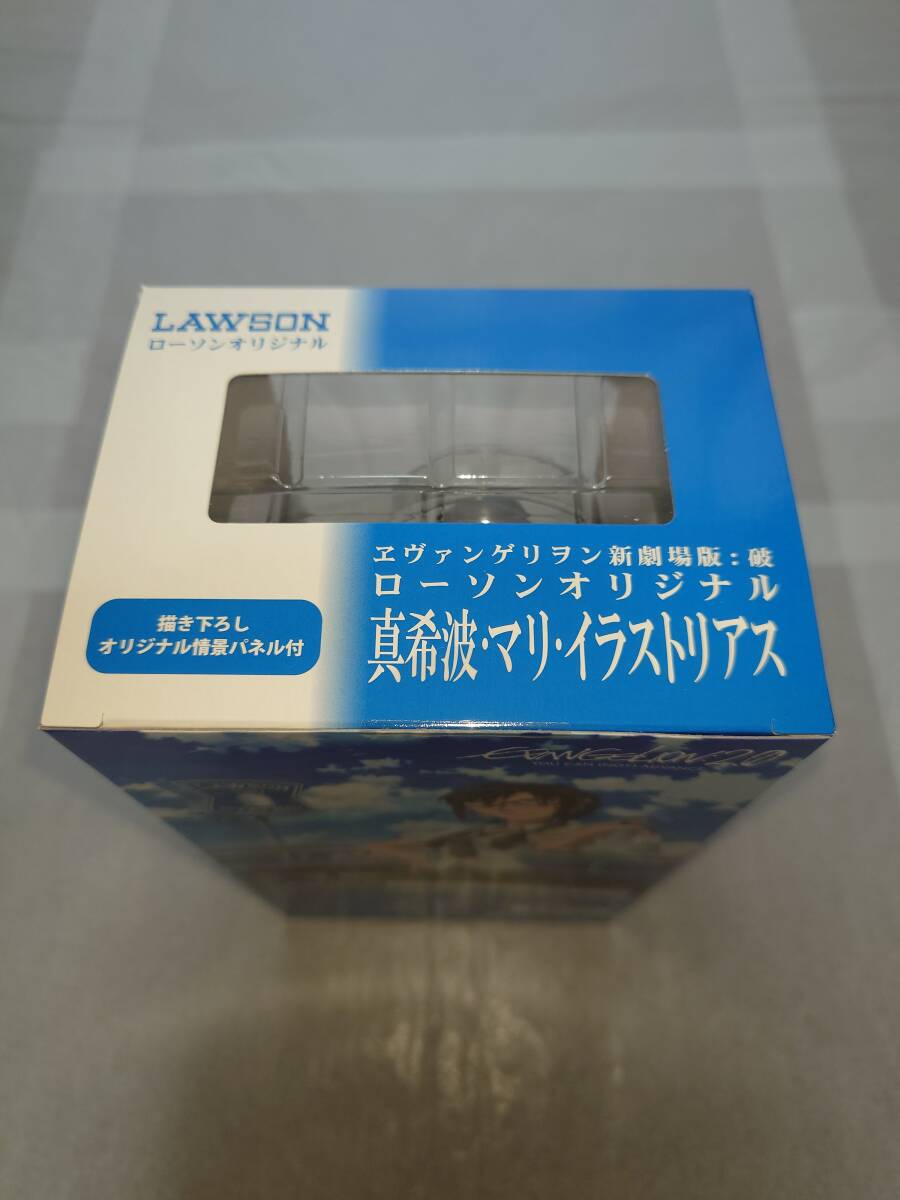 LAWSON
ローソンオリジナル
ヱヴァンゲリヲン新劇場版:破
ローソンオリジナル
真希波・マリ・イラストリアス
描き下ろし
オリジナル情景パネル付
EVANGELION:2.0